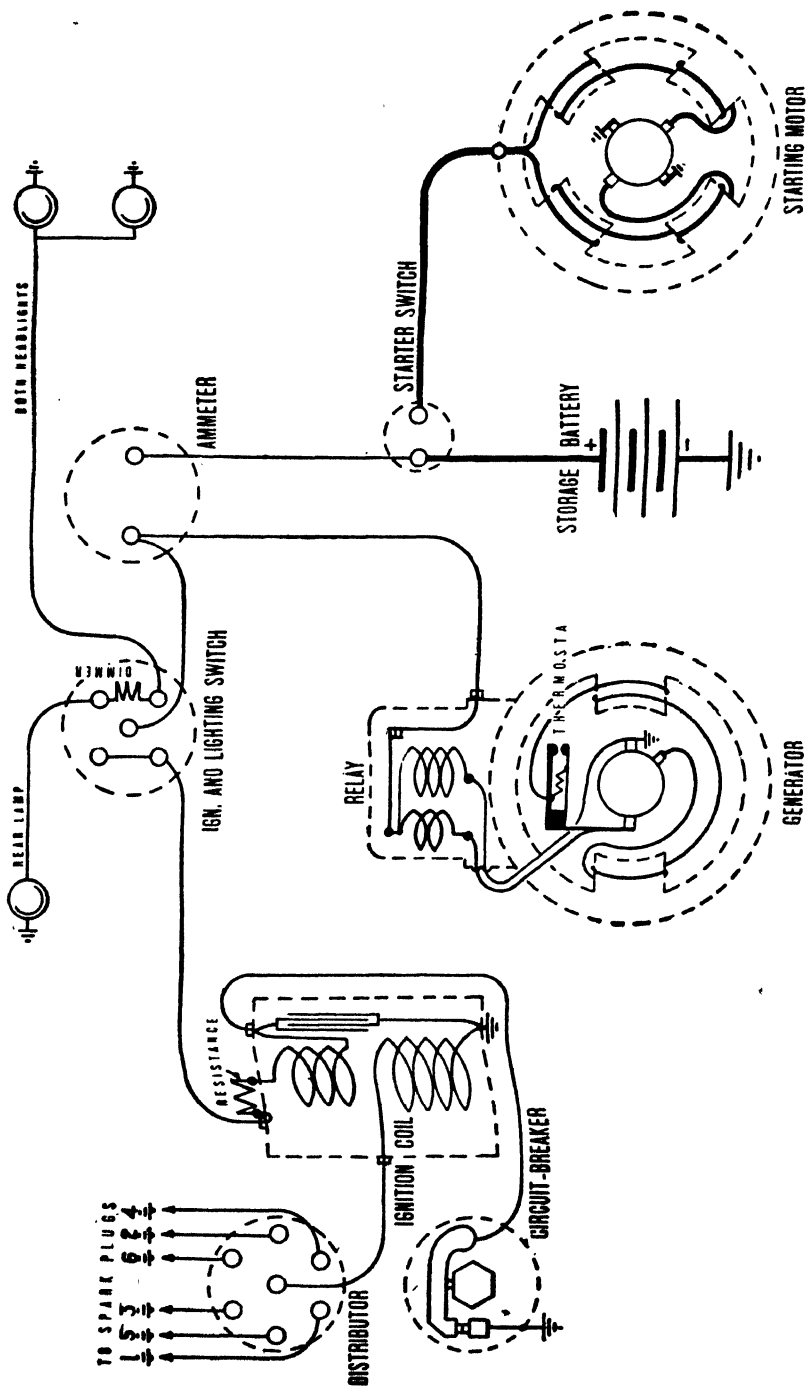 REAR LAMP
BOTH HEADLIGHTS
TO SPARK PLUGS
1 5 3 6 2 4
DIMMER
AMMETER
IGN. AND LIGHTING SWITCH
RESISTANCE
DISTRIBUTOR
RELAY
STARTER SWITCH
IGNITION COIL
CIRCUIT-BREAKER
THERMOSTA
STORAGE BATTERY
+
-
GENERATOR
STARTING MOTOR